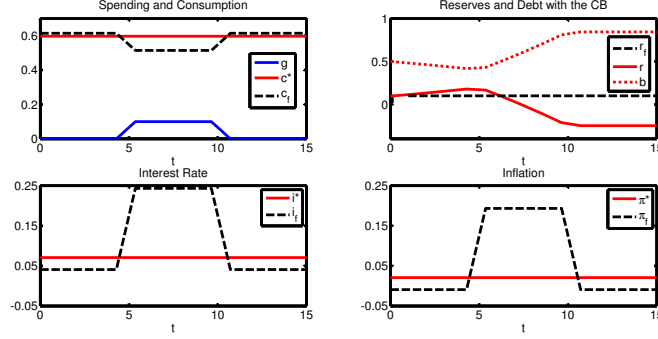 Spending and Consumption
0.6
0.4
0.2
0
g
c*
c_f
0 5 10 15
t
Reserves and Debt with the CB
1
0.5
0
r_f
r
b
0 5 10 15
t
Interest Rate
0.25
0.15
0.05
-0.05
i*
i_f
0 5 10 15
t
Inflation
0.25
0.15
0.05
-0.05
π*
π_f
0 5 10 15
t